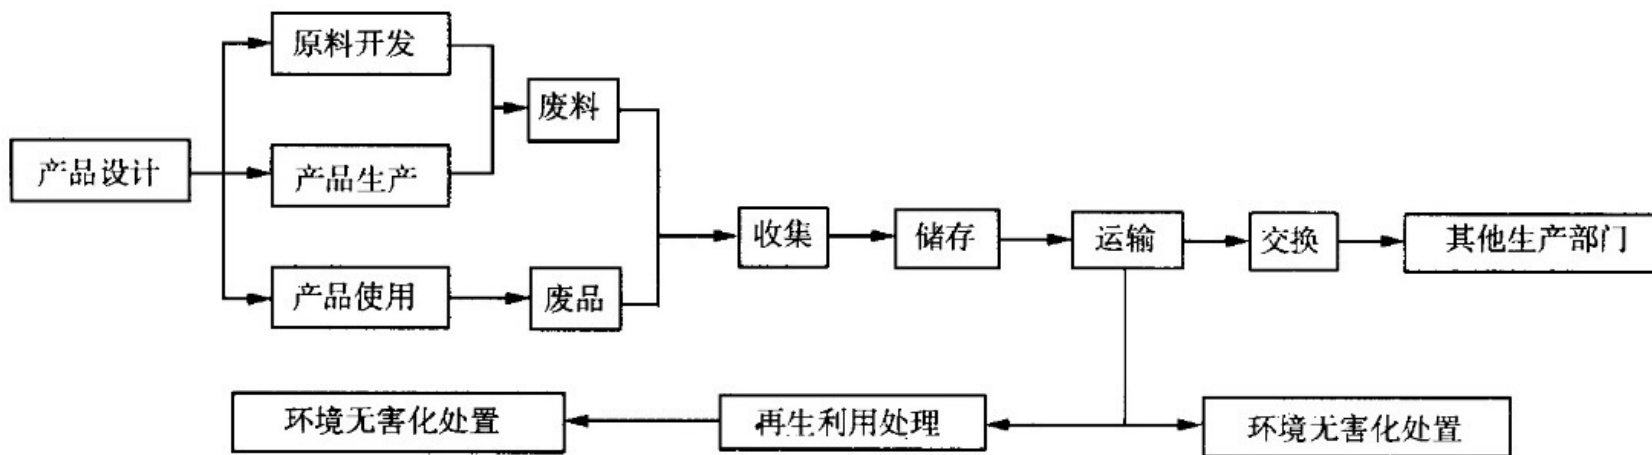 原料开发
废料
产品设计
产品生产
收集
储存
运输
交换
其他生产部门
产品使用
废品
环境无害化处置
再生利用处理
环境无害化处置